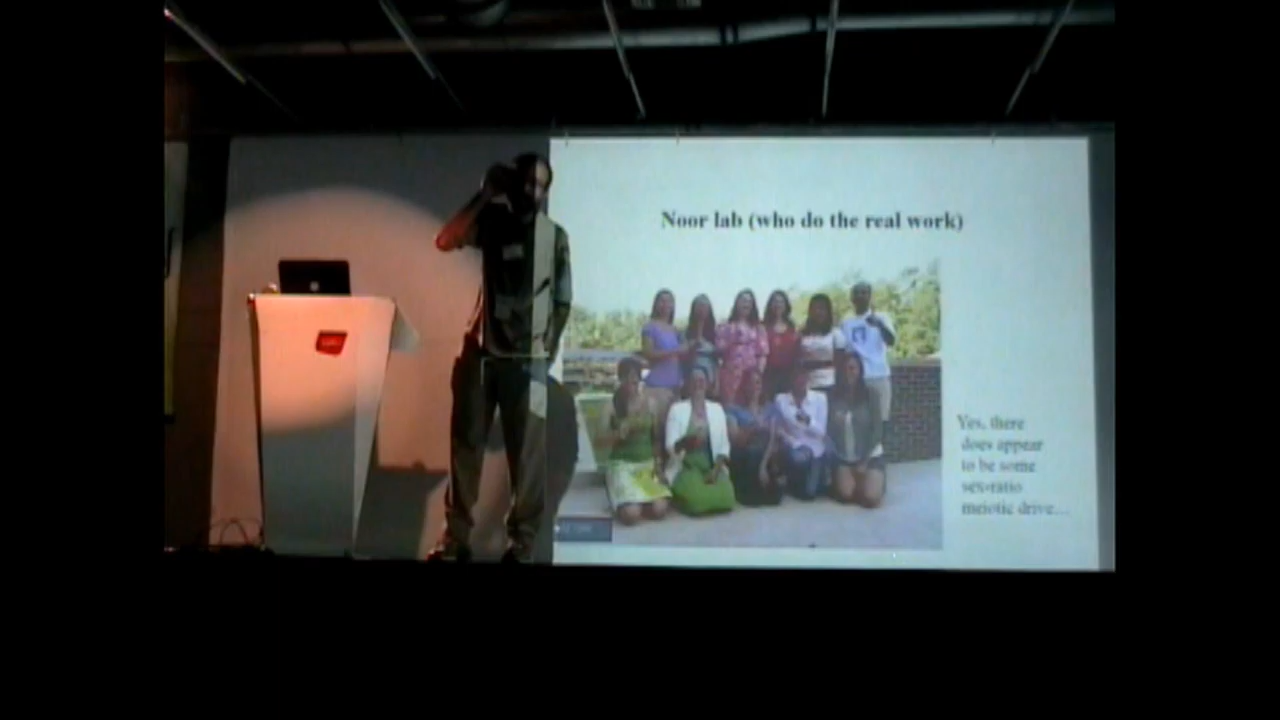 Noor lab (who do the real work)
Yes, there
does appear
to be some
sex-ratio
meiotic drive...